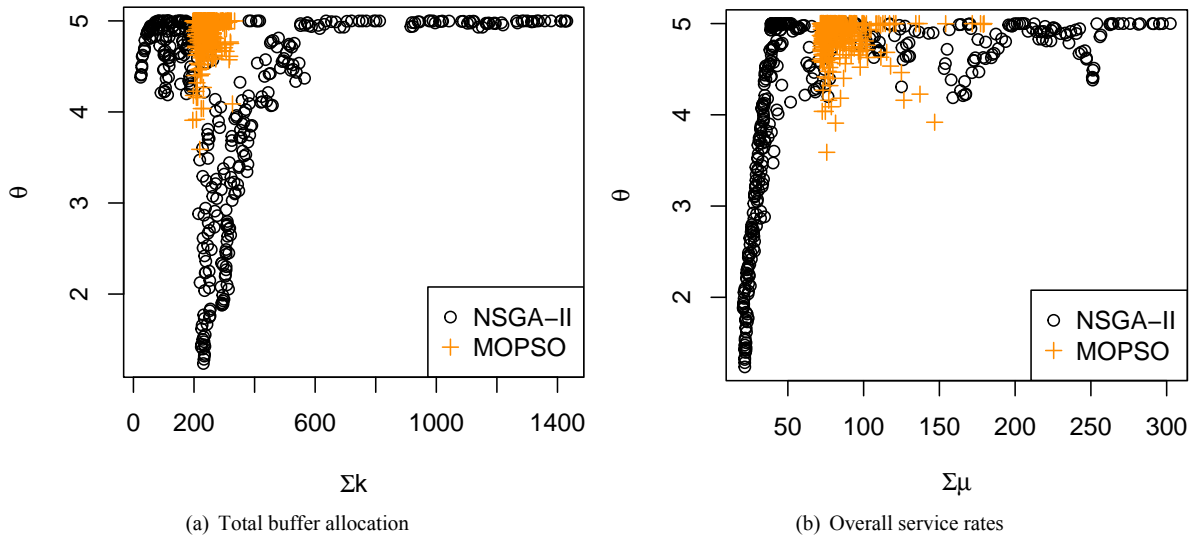 5
4
3
2
θ
0
200
600
1000
1400
Σk
NSGA−II
MOPSO
(a) Total buffer allocation
5
4
3
2
θ
50
100
150
200
250
300
Σμ
NSGA−II
MOPSO
(b) Overall service rates